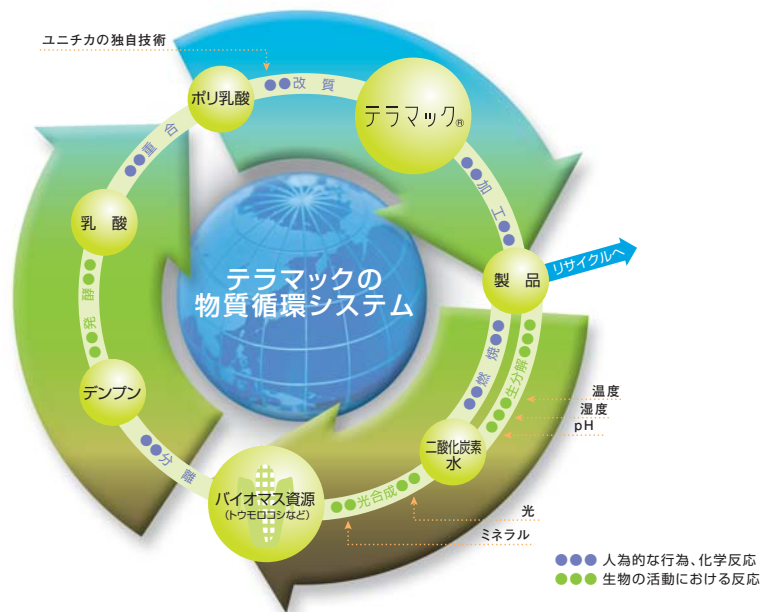 ユニチカの独自技術
ポリ乳酸
改質
テラマック®
重合
加工
乳酸
製品
リサイクルへ
テラマックの
物質循環システム
発酵
燃焼
生分解
デンプン
温度
湿度
pH
二酸化炭素
水
分離
バイオマス資源
(トウモロコシなど)
光合成
光
ミネラル
人為的な行為、化学反応
生物の活動における反応